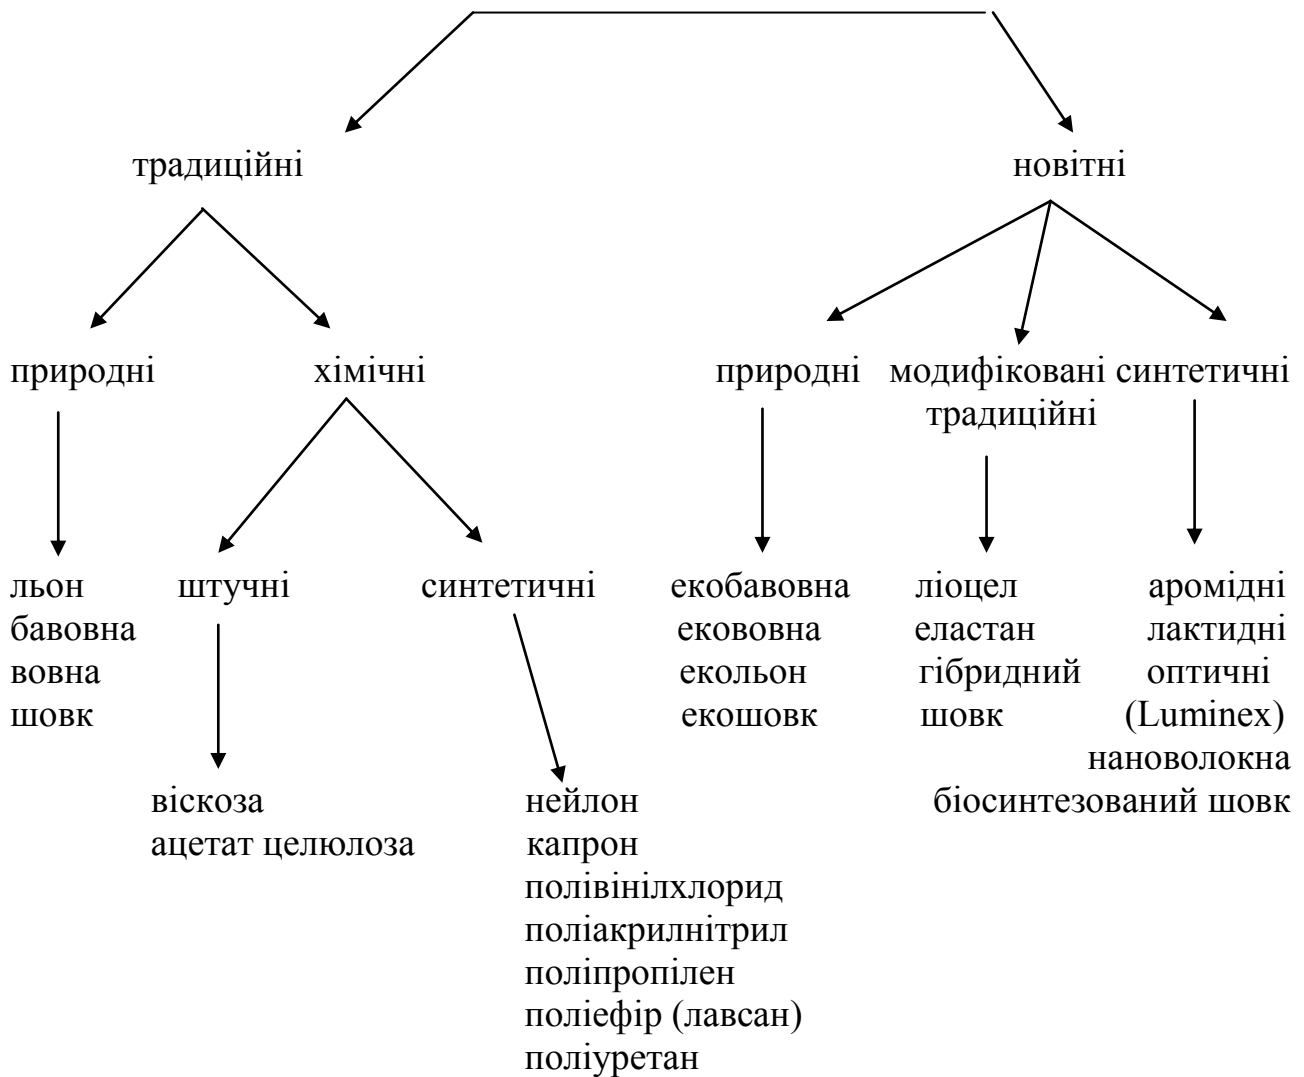 традиційні
новітні
природні
хімічні
природні
модифіковані
традиційні
синтетичні
льон
бавовна
вовна
шовк
штучні
синтетичні
екобавовна
екововна
екольон
екошовк
ліоцел
еластан
гібридний
шовк
аромідні
лактидні
оптичні
(Luminex)
нановолокна
біосинтезований шовк
віскоза
ацетат целюлоза
нейлон
капрон
полівінілхлорид
поліакрилнітрил
поліпропілен
поліефір (лавсан)
поліуретан